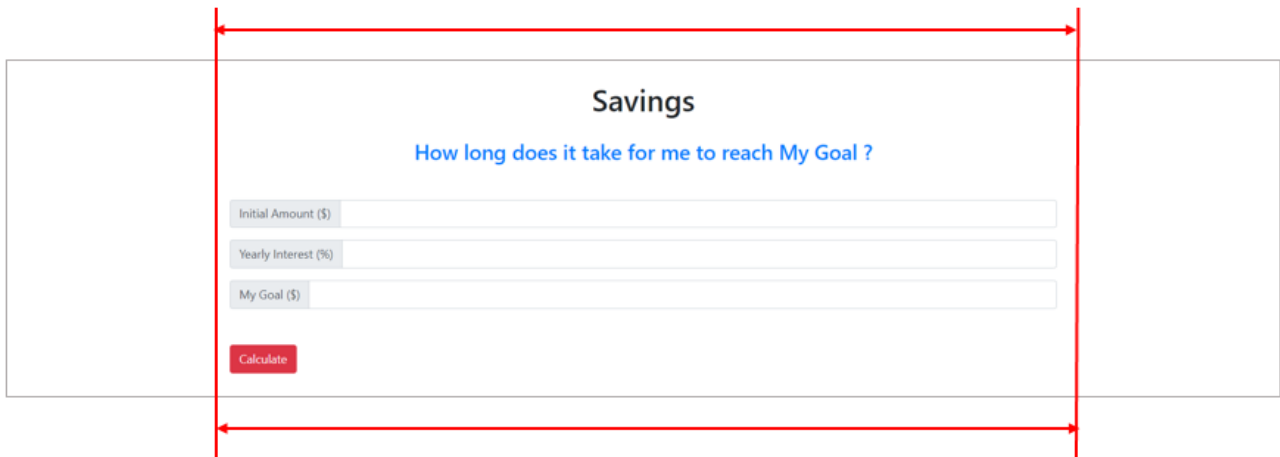 Savings
How long does it take for me to reach My Goal ?
Initial Amount ($)
Yearly Interest (%)
My Goal ($)
Calculate